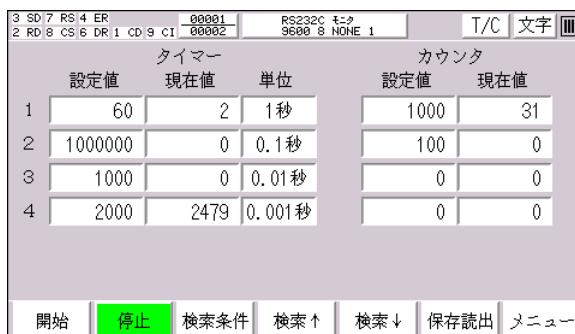 3 SD 7 RS 4 ER 00001 RS232C ﾓﾆﾀ T/C 文字
2 RD 8 CS 6 DR 1 CD 9 CI 00002 9600 8 NONE 1
タイマー カウンタ
設定値 現在値 単位 設定値 現在値
1 60 2 1秒 1000 31
2 1000000 0 0.1秒 100 0
3 1000 0 0.01秒 0 0
4 2000 2479 0.001秒 0 0
開始 停止 検索条件 検索↑ 検索↓ 保存読出 メニュー